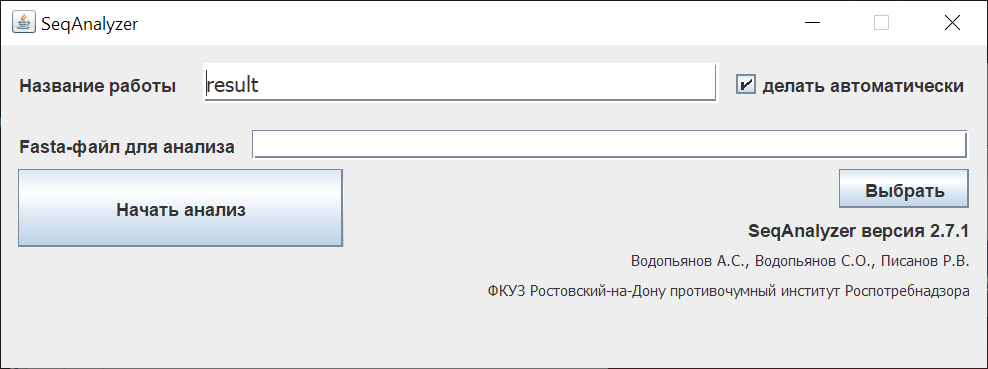 SeqAnalyzer
Название работы
result
делать автоматически
Fasta-файл для анализа
Начать анализ
Выбрать
SeqAnalyzer версия 2.7.1
Водопьянов А.С., Водопьянов С.О., Писанов Р.В.
ФКУЗ Ростовский-на-Дону противочумный институт Роспотребнадзора